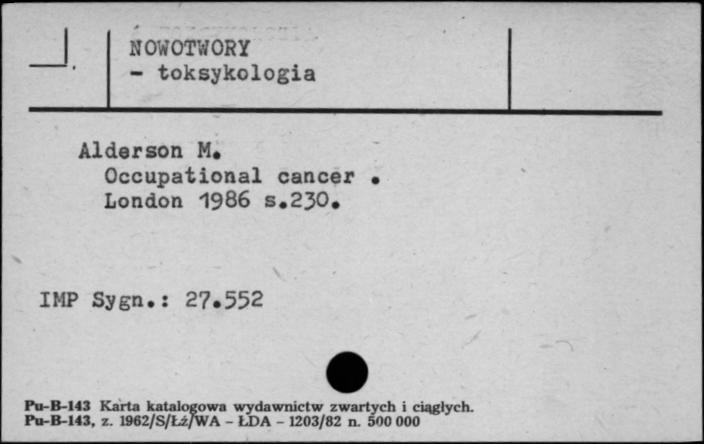 NOWOTWORY
- toksykologia
Alderson M.
Occupational cancer .
London 1986 s.230.
IMP Sygn.: 27.552
Pu-B-143 Karta katalogowa wydawnictw zwartych i ciągłych.
Pu-B-143, z. 1962/S/Łź/WA - ŁDA - 1203/82 n. 500 000